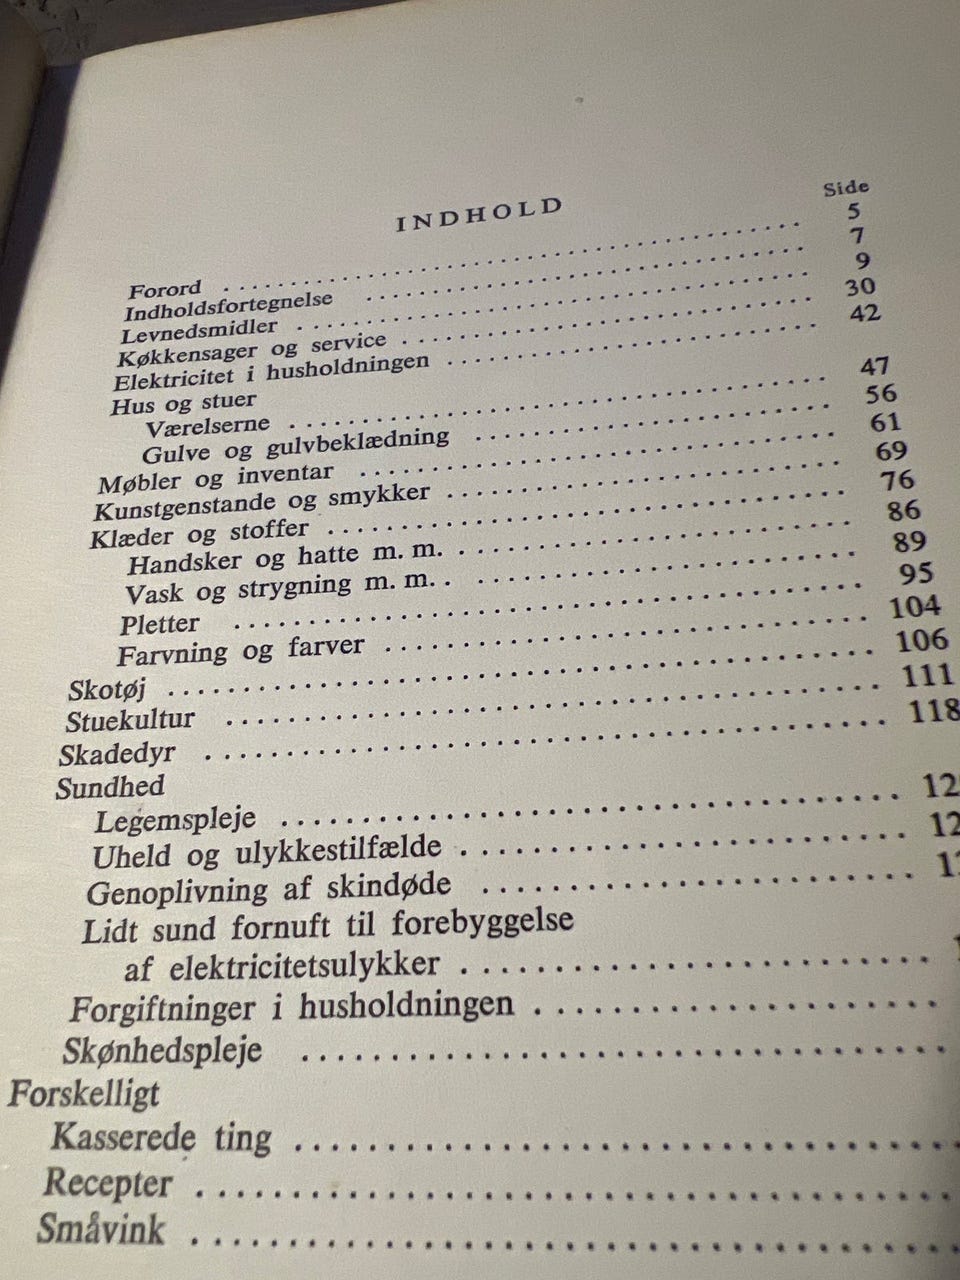 INDHOLD
Side
Forord . . . . . . . . . . . . . . . . . . . . 5
Indholdsfortegnelse . . . . . . . . . . . . . . . . . . . . 7
Levnedsmidler . . . . . . . . . . . . . . . . . . . . 9
Køkkensager og service . . . . . . . . . . . . . . . . . . . . 30
Elektricitet i husholdningen . . . . . . . . . . . . . . . . . . . . 42
Hus og stuer
Værelserne . . . . . . . . . . . . . . . . . . . . 47
Gulve og gulvbeklædning . . . . . . . . . . . . . . . . . . . . 56
Møbler og inventar . . . . . . . . . . . . . . . . . . . . 61
Kunstgenstande og smykker . . . . . . . . . . . . . . . . . . . . 69
Klæder og stoffer . . . . . . . . . . . . . . . . . . . . 76
Handsker og hatte m. m. . . . . . . . . . . . . . . . . . . . . 86
Vask og strygning m. m. . . . . . . . . . . . . . . . . . . . . 89
Pletter . . . . . . . . . . . . . . . . . . . . 95
Farvning og farver . . . . . . . . . . . . . . . . . . . . 104
Skotøj . . . . . . . . . . . . . . . . . . . . 106
Stuekultur . . . . . . . . . . . . . . . . . . . . 111
Skadedyr . . . . . . . . . . . . . . . . . . . . 118
Sundhed
Legemspleje . . . . . . . . . . . . . . . . . . . .
Uheld og ulykkestilfælde . . . . . . . . . . . . . . . . . . . .
Genoplivning af skindøde . . . . . . . . . . . . . . . . . . . .
Lidt sund fornuft til forebyggelse
af elektricitetsulykker . . . . . . . . . . . . . . . . . . . .
Forgiftninger i husholdningen . . . . . . . . . . . . . . . . . . . .
Skønhedspleje . . . . . . . . . . . . . . . . . . . .
Forskelligt
Kasserede ting . . . . . . . . . . . . . . . . . . . .
Recepter . . . . . . . . . . . . . . . . . . . .
Småvink . . . . . . . . . . . . . . . . . . . .